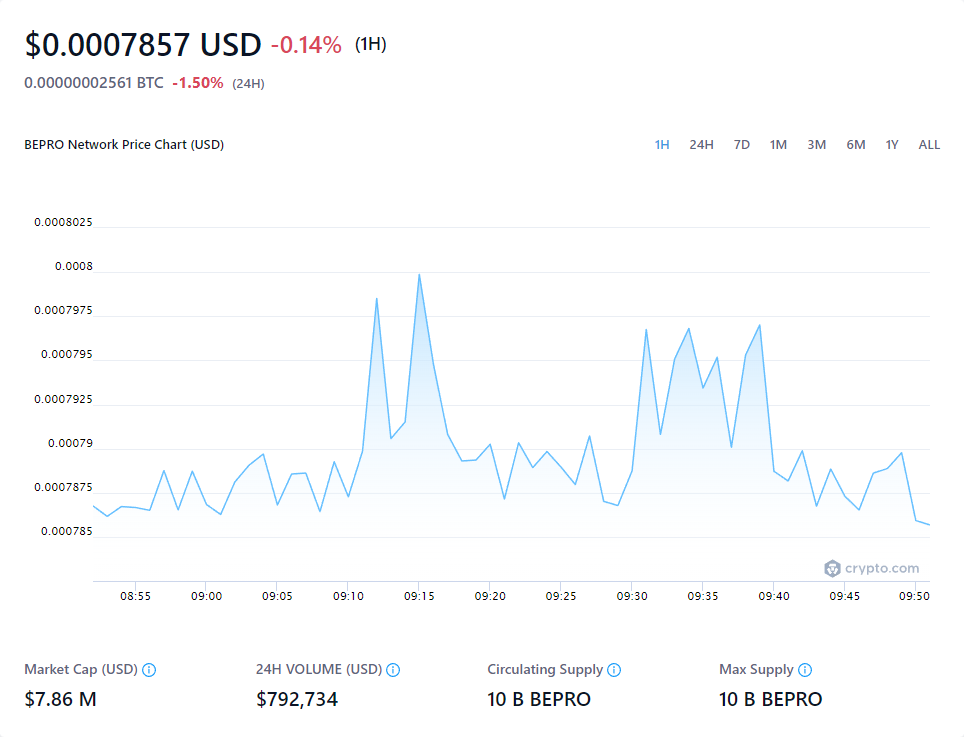 $0.0007857 USD -0.14% (1H)
0.00000002561 BTC -1.50% (24H)
BEPRO Network Price Chart (USD)
1H 24H 7D 1M 3M 6M 1Y ALL
0.0008025
0.0008
0.0007975
0.000795
0.0007925
0.00079
0.0007875
0.000785
crypto.com
08:55 09:00 09:05 09:10 09:15 09:20 09:25 09:30 09:35 09:40 09:45 09:50
Market Cap (USD) 24H VOLUME (USD) Circulating Supply Max Supply
$7.86 M $792,734 10 B BEPRO 10 B BEPRO